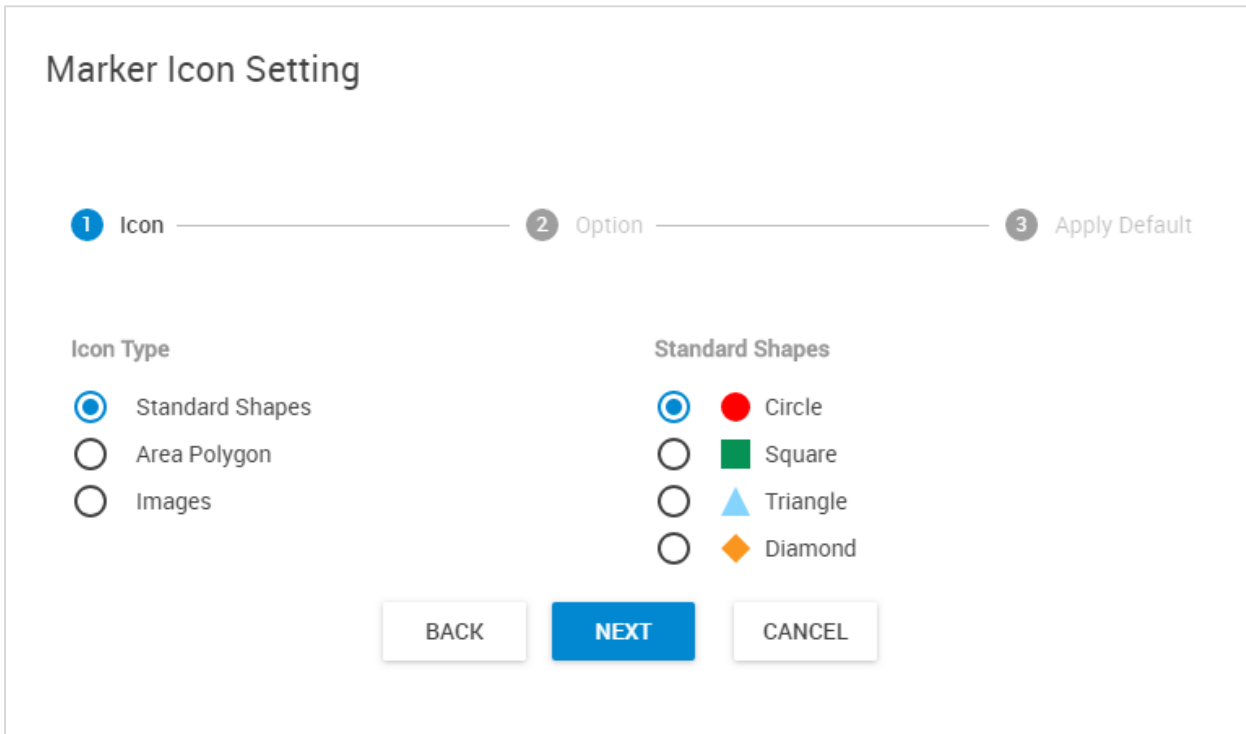 Marker Icon Setting
1 Icon 2 Option 3 Apply Default
Icon Type
Standard Shapes
Area Polygon
Images
Standard Shapes
Circle
Square
Triangle
Diamond
BACK NEXT CANCEL